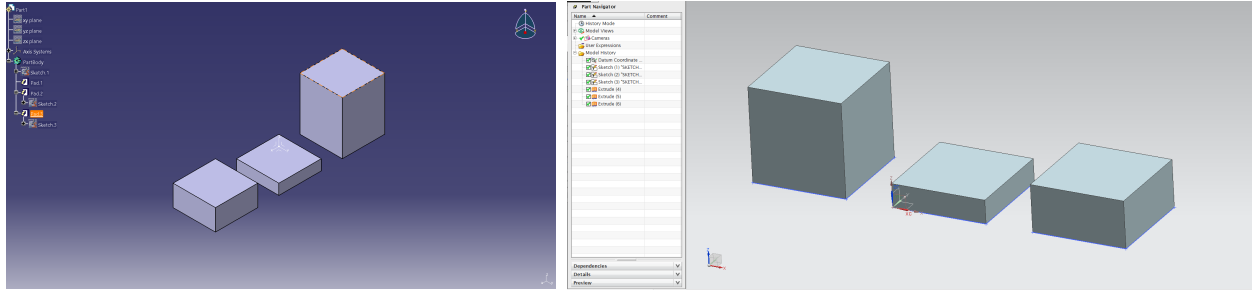 Part1
xy plane
yz plane
zx plane
Axis Systems
PartBody
Sketch.1
Pad.1
Pad.2
Sketch.2
Sketch.3
Part Navigator
Name Comment
History Mode
Model Views
Cameras
User Expressions
Model History
Datum Coordinate ...
Sketch (1) "SKETCH...
Sketch (2) "SKETCH...
Sketch (3) "SKETCH...
Extrude (4)
Extrude (5)
Extrude (6)
Dependencies
Details
Preview